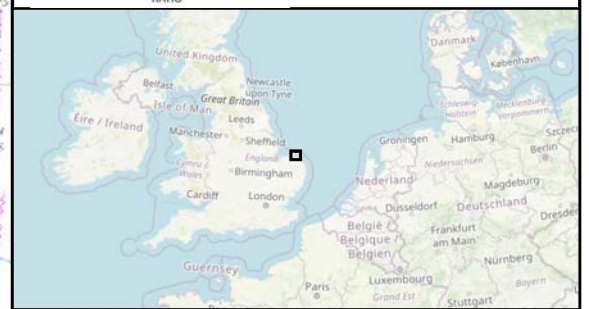 Danmark
United Kingdom
København
Belfast
Newcastle
upon Tyne
Great Britain
Isle of Man
Leeds
Schleswig
Holstein
Mecklenburg
Vorpommern
Éire / Ireland
Manchester
Sheffield
Groningen
Hamburg
Szczec
Berlin
England
Cymru /
Wales
Birmingham
Niedersachsen
Nederland
Magdeburg
Cardiff
London
Düsseldorf
Deutschland
Dresde
België /
Belgique /
Belgien
Frankfurt
am Main
Guernsey
Nürnberg
Luxembourg
Paris
Grand Est
Bayern
Stuttgart